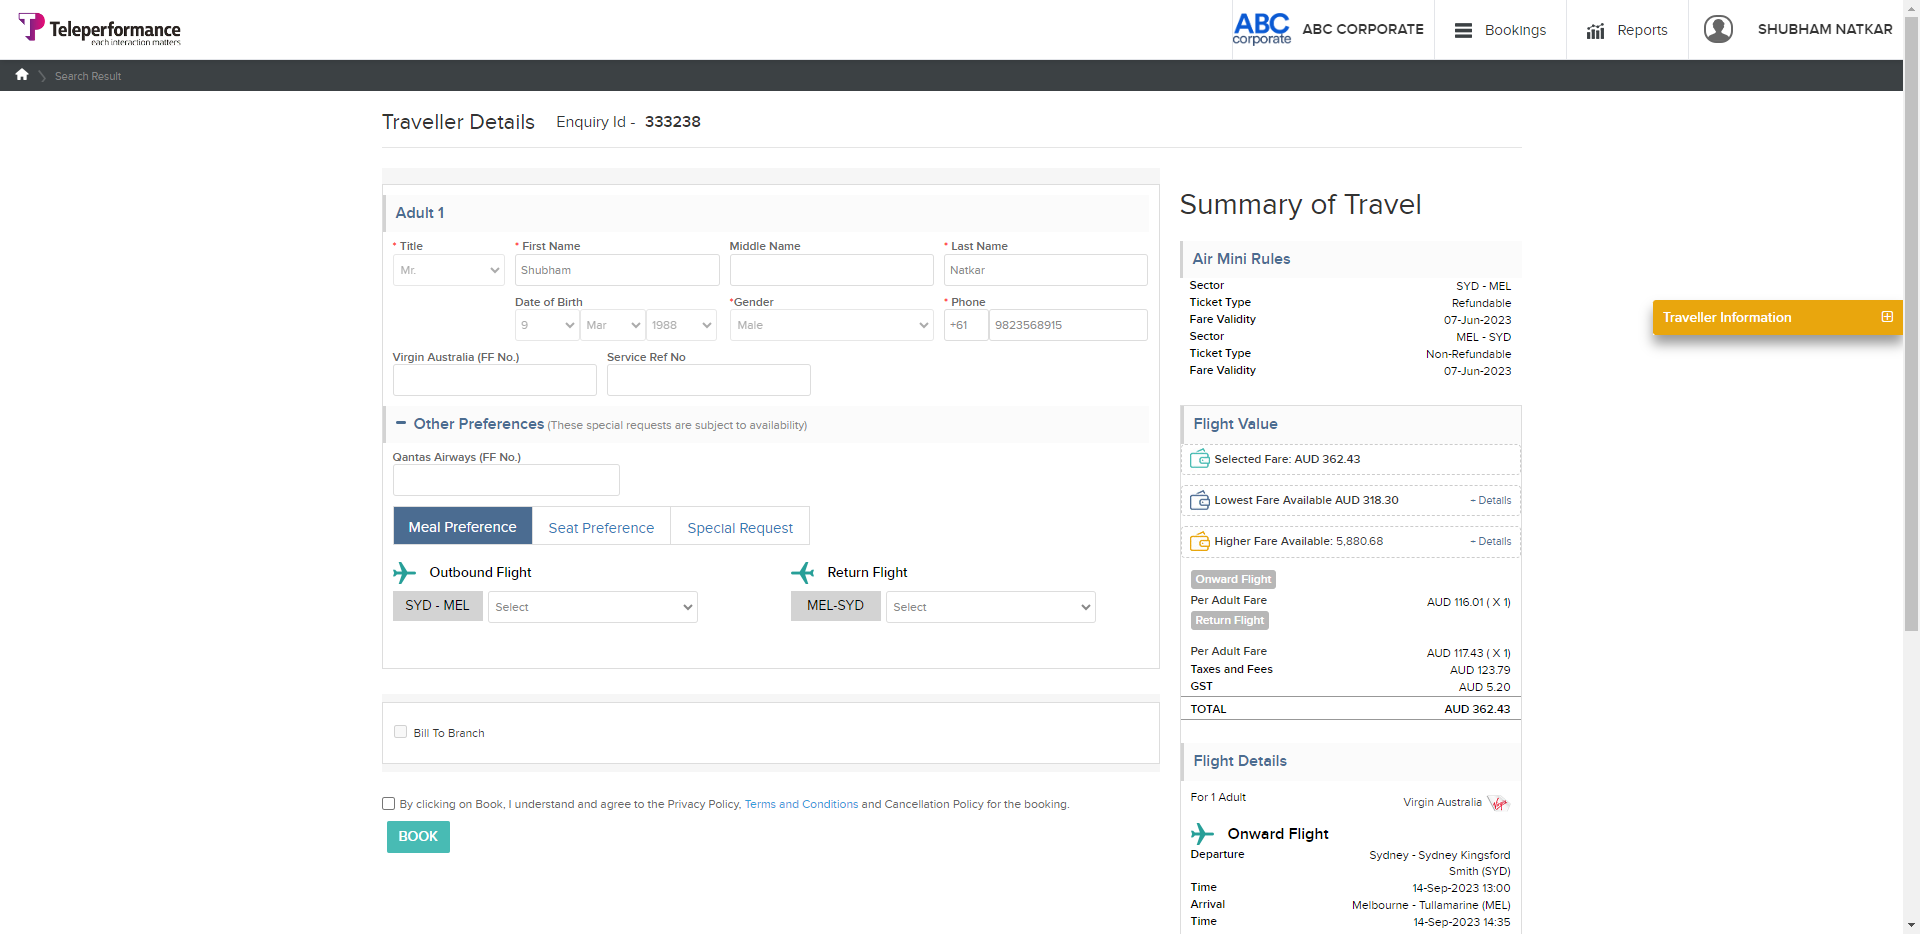 Teleperformance
each interaction matters
ABC
corporate
ABC CORPORATE
Bookings
Reports
SHUBHAM NATKAR
Search Result
Traveller Details
Enquiry Id - 333238
Adult 1
* Title
* First Name
Middle Name
* Last Name
Mr.
Shubham
Natkar
Date of Birth
*Gender
* Phone
9
Mar
1988
Male
+61
9823568915
Virgin Australia (FF No.)
Service Ref No
Other Preferences (These special requests are subject to availability)
Qantas Airways (FF No.)
Meal Preference
Seat Preference
Special Request
Outbound Flight
Return Flight
SYD - MEL
Select
MEL-SYD
Select
Bill To Branch
By clicking on Book, I understand and agree to the Privacy Policy, Terms and Conditions and Cancellation Policy for the booking.
BOOK
Summary of Travel
Air Mini Rules
Sector SYD - MEL
Ticket Type Refundable
Fare Validity 07-Jun-2023
Sector MEL - SYD
Ticket Type Non-Refundable
Fare Validity 07-Jun-2023
Flight Value
Selected Fare: AUD 362.43
Lowest Fare Available AUD 318.30 + Details
Higher Fare Available: 5,880.68 + Details
Onward Flight
Per Adult Fare AUD 116.01 ( X 1)
Return Flight
Per Adult Fare AUD 117.43 ( X 1)
Taxes and Fees AUD 123.79
GST AUD 5.20
TOTAL AUD 362.43
Flight Details
For 1 Adult Virgin Australia
Onward Flight
Departure Sydney - Sydney Kingsford
Smith (SYD)
Time 14-Sep-2023 13:00
Arrival Melbourne - Tullamarine (MEL)
Time 14-Sep-2023 14:35
Traveller Information